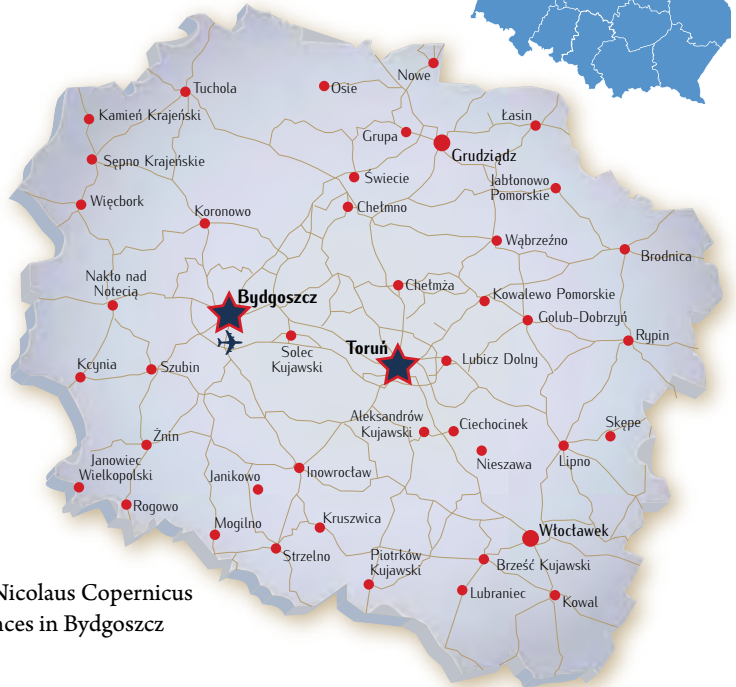 Nowe
Tuchola
Osie
Kamień Krajeński
Łasin
Grupa
Grudziądz
Sępno Krajeńskie
Świecie
Jabłonowo
Pomorskie
Więcbork
Koronowo
Chełmno
Wąbrzeźno
Brodnica
Nakło nad
Notecią
Chełmża
Bydgoszcz
Kowalewo Pomorskie
Golub-Dobrzyń
Rypin
Solec
Kujawski
Toruń
Lubicz Dolny
Kcynia
Szubin
Aleksandrów
Kujawski
Ciechocinek
Skępe
Żnin
Nieszawa
Lipno
Janowiec
Wielkopolski
Janikowo
Inowrocław
Rogowo
Kruszwica
Mogilno
Włocławek
Strzelno
Piotrków
Kujawski
Brześć Kujawski
Lubraniec
Kowal
Nicolaus Copernicus
nces in Bydgoszcz